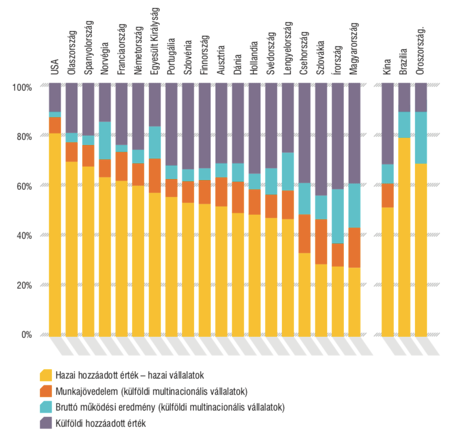 USA
Olaszország
Spanyolország
Norvégia
Franciaország
Németország
Egyesült Királyság
Portugália
Szlovénia
Finnország
Ausztria
Dánia
Hollandia
Svédország
Lengyelország
Csehország
Szlovákia
Írország
Magyarország
Kína
Brazília
Oroszország.
100%
80%
60%
40%
20%
0%
Hazai hozzáadott érték – hazai vállalatok
Munkajövedelem (külföldi multinacionális vállalatok)
Bruttó működési eredmény (külföldi multinacionális vállalatok)
Külföldi hozzáadott érték